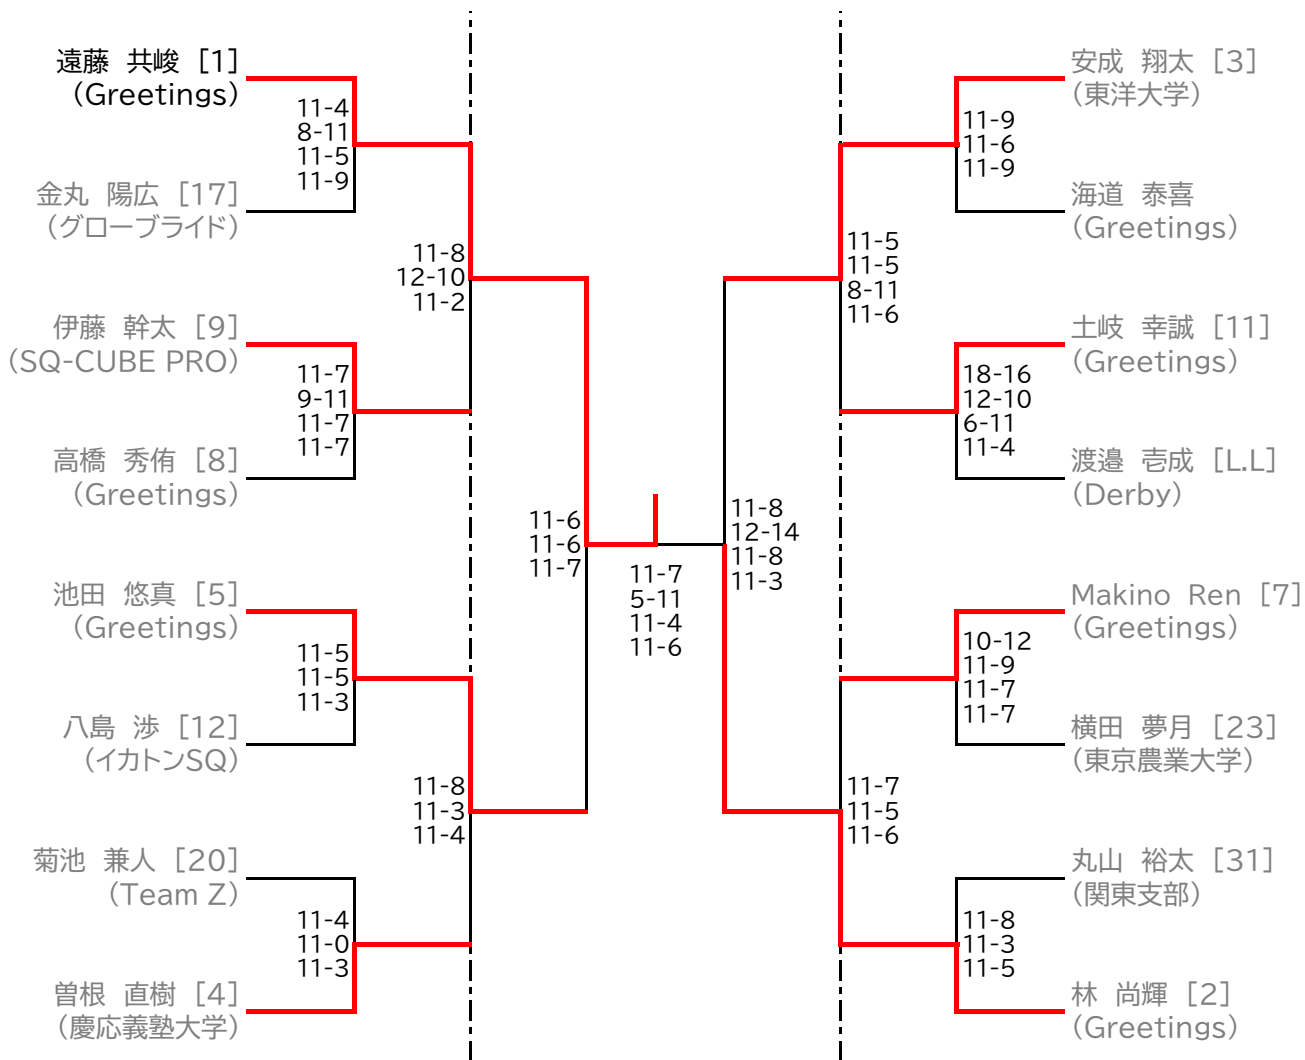 遠藤 共峻 [1]
(Greetings)
11-4
8-11
11-5
11-9
金丸 陽広 [17]
(グローブライド)
11-8
12-10
11-2
伊藤 幹太 [9]
(SQ-CUBE PRO)
11-7
9-11
11-7
11-7
高橋 秀侑 [8]
(Greetings)
11-6
11-6
11-7
池田 悠真 [5]
(Greetings)
11-5
11-5
11-3
八島 渉 [12]
(イカトンSQ)
11-8
11-3
11-4
菊池 兼人 [20]
(Team Z)
11-4
11-0
11-3
曽根 直樹 [4]
(慶応義塾大学)
11-7
5-11
11-4
11-6
安成 翔太 [3]
(東洋大学)
11-9
11-6
11-9
海道 泰喜
(Greetings)
11-5
11-5
8-11
11-6
土岐 幸誠 [11]
(Greetings)
18-16
12-10
6-11
11-4
渡邉 壱成 [L.L]
(Derby)
11-8
12-14
11-8
11-3
Makino Ren [7]
(Greetings)
10-12
11-9
11-7
11-7
横田 夢月 [23]
(東京農業大学)
11-7
11-5
11-6
丸山 裕太 [31]
(関東支部)
11-8
11-3
11-5
林 尚輝 [2]
(Greetings)